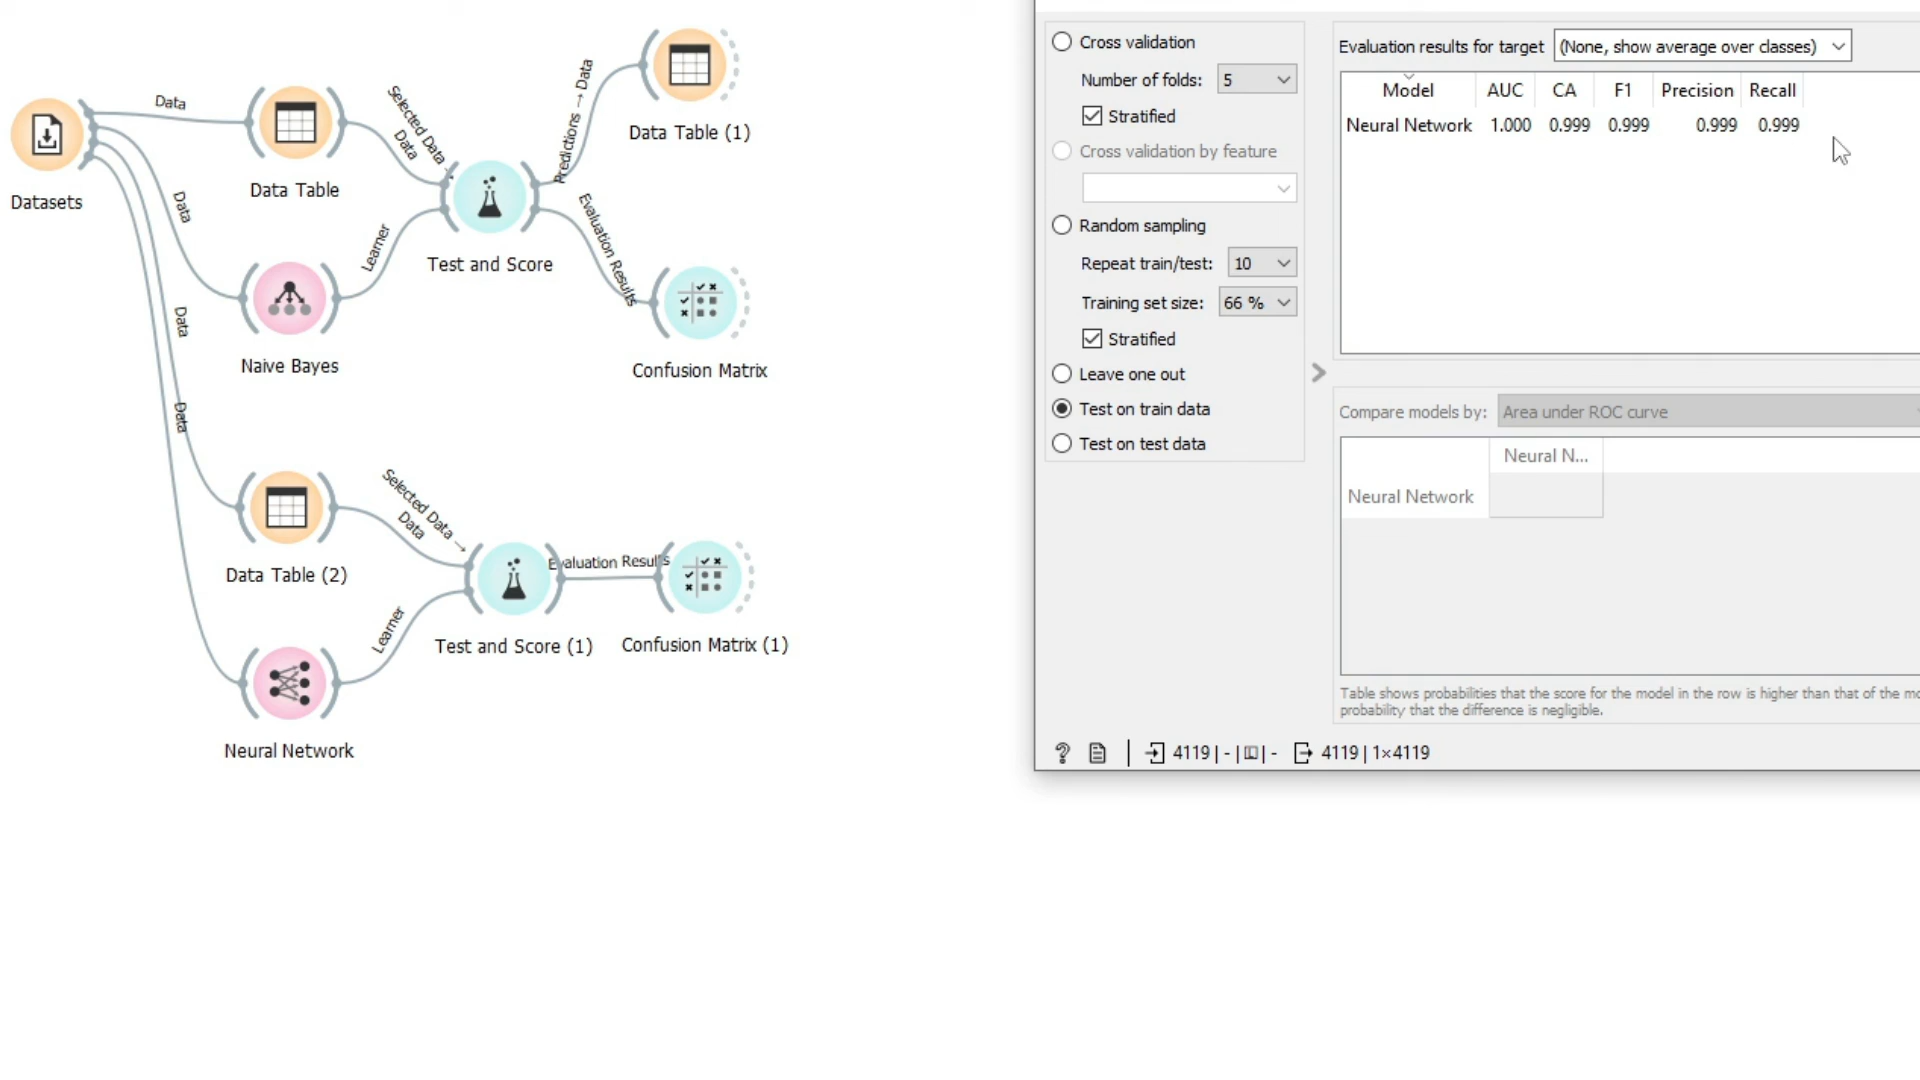 Datasets
Data
Data
Data
Data
Data Table
Selected Data →
Data
Naive Bayes
Learner
Test and Score
Predictions → Data
Data Table (1)
Evaluation Results
Confusion Matrix
Data Table (2)
Selected Data →
Data
Neural Network
Learner
Test and Score (1)
Evaluation Results
Confusion Matrix (1)
Cross validation
Number of folds: 5
Stratified
Cross validation by feature
Random sampling
Repeat train/test: 10
Training set size: 66 %
Stratified
Leave one out
Test on train data
Test on test data
Evaluation results for target (None, show average over classes)
Model AUC CA F1 Precision Recall
Neural Network 1.000 0.999 0.999 0.999 0.999
Compare models by: Area under ROC curve
Neural N...
Neural Network
Table shows probabilities that the score for the model in the row is higher than that of the
probability that the difference is negligible.
? 4119 | - | - 4119 | 1×4119